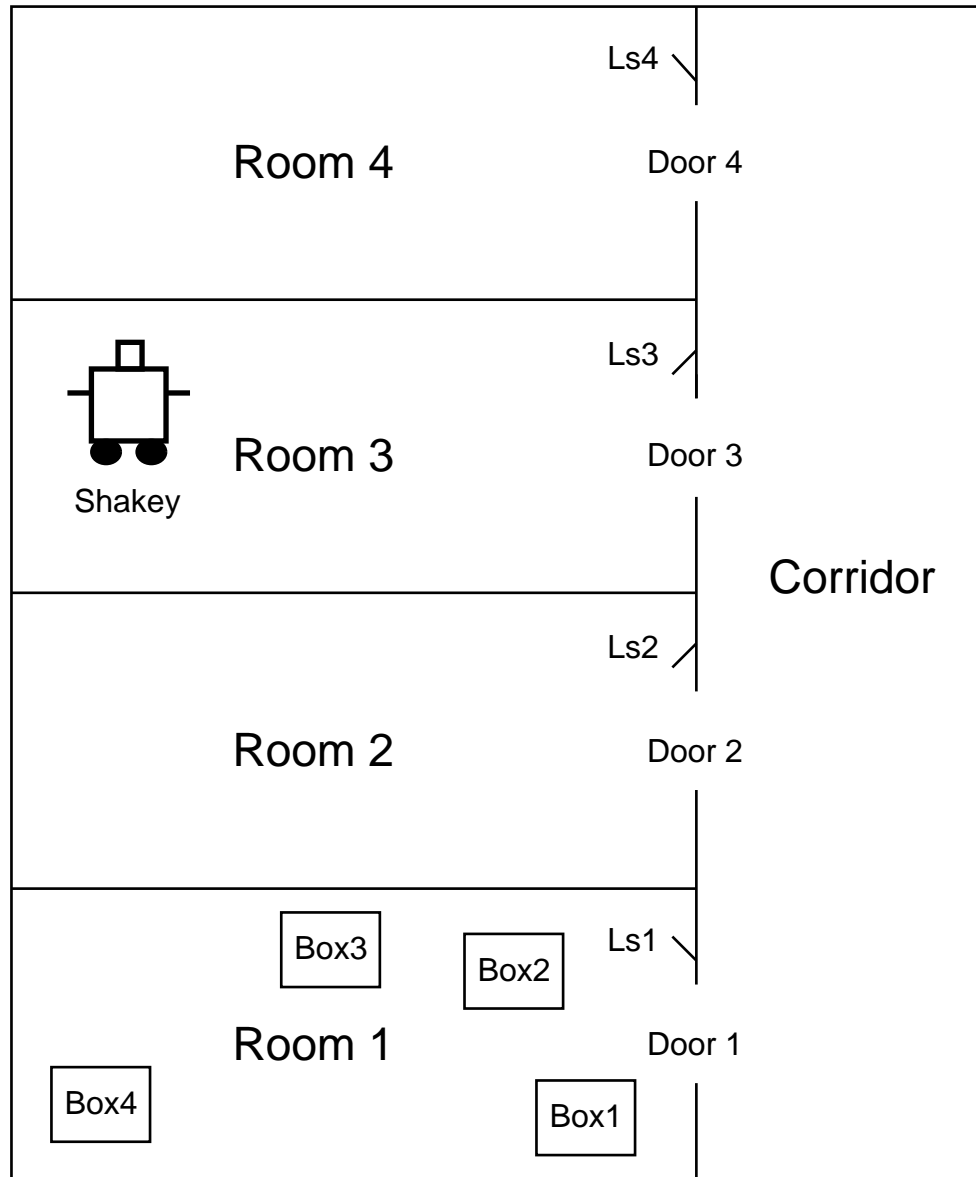 Ls4
Room 4
Door 4
Ls3
Room 3
Door 3
Shakey
Corridor
Ls2
Room 2
Door 2
Box3
Ls1
Box2
Room 1
Door 1
Box4
Box1